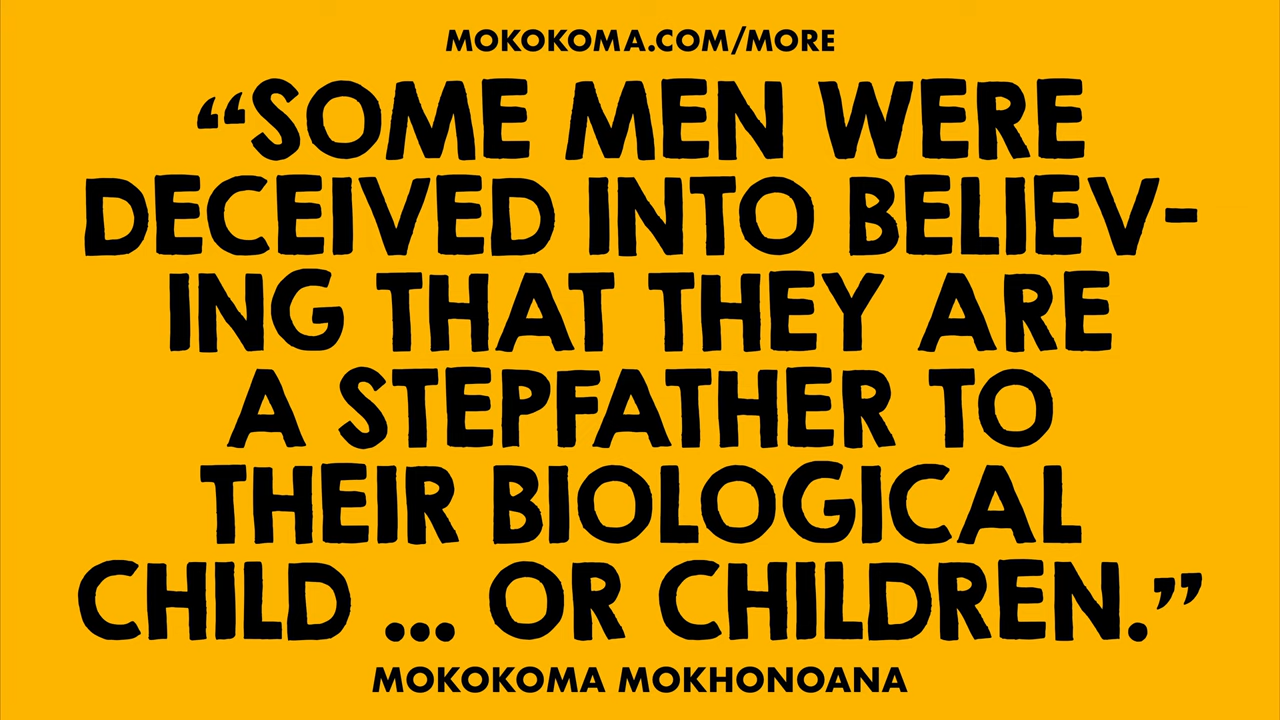 MOKOKOMA.COM/MORE
“SOME MEN WERE
DECEIVED INTO BELIEV-
ING THAT THEY ARE
A STEPFATHER TO
THEIR BIOLOGICAL
CHILD ... OR CHILDREN.”
MOKOKOMA MOKHONOANA